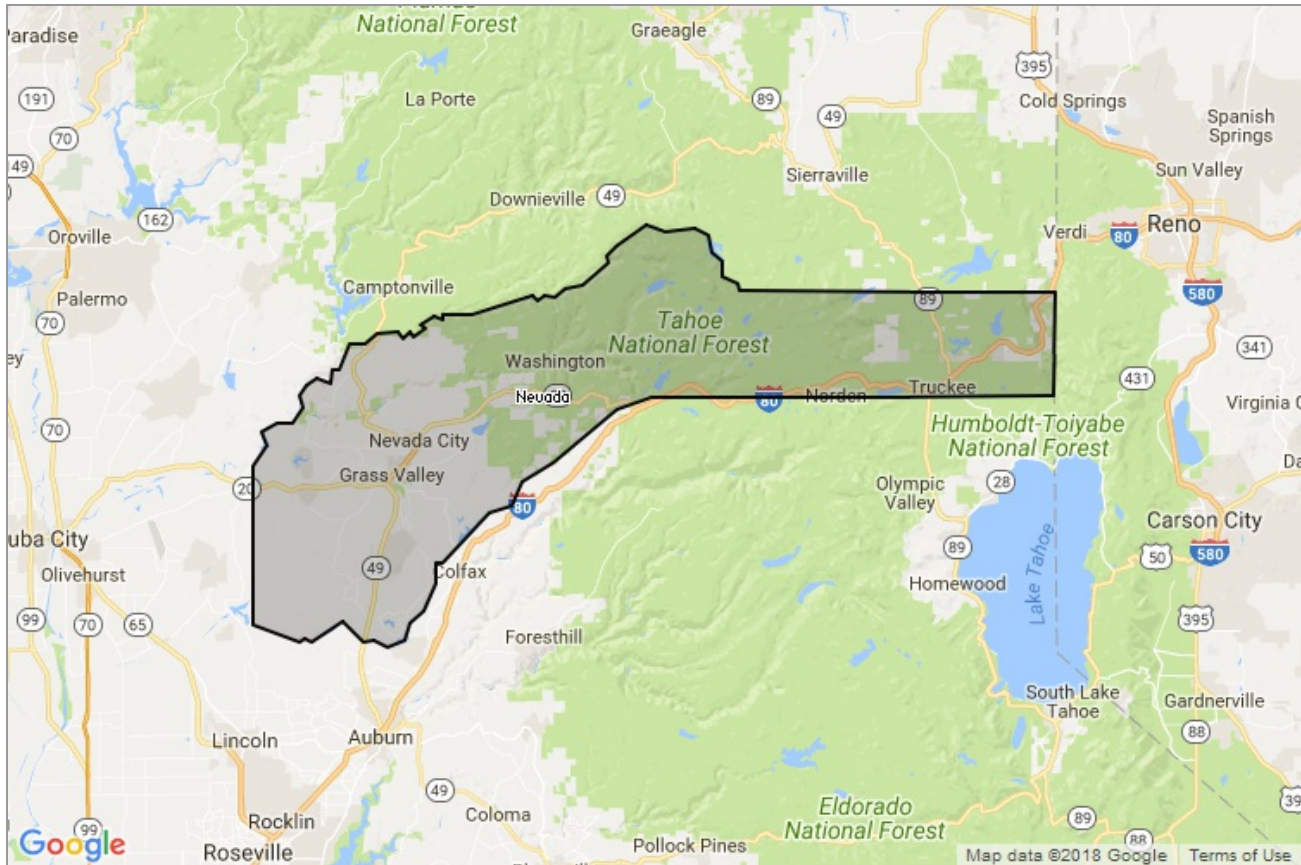 National Forest
Graeagle
Paradise
395
191
La Porte
89
Cold Springs
70
49
Spanish
Springs
49
Sierraville
Sun Valley
Downieville
49
162
Oroville
Verdi
80
Reno
Camptonville
89
580
Palermo
70
Tahoe
National Forest
Washington
341
Nevada
80
Norden
Truckee
431
Virginia C
70
Nevada City
Humboldt-Toiyabe
National Forest
Grass Valley
20
Olympic
Valley
28
80
uba City
Carson City
89
50
580
Olivehurst
49
Colfax
Homewood
Lake Tahoe
99
70
65
Foresthill
395
South Lake
Tahoe
Gardnerville
88
Lincoln
Auburn
49
Coloma
Eldorado
National Forest
89
99
Rocklin
88
Google
Roseville
Pollock Pines
Map data ©2018 Google
Terms of Use